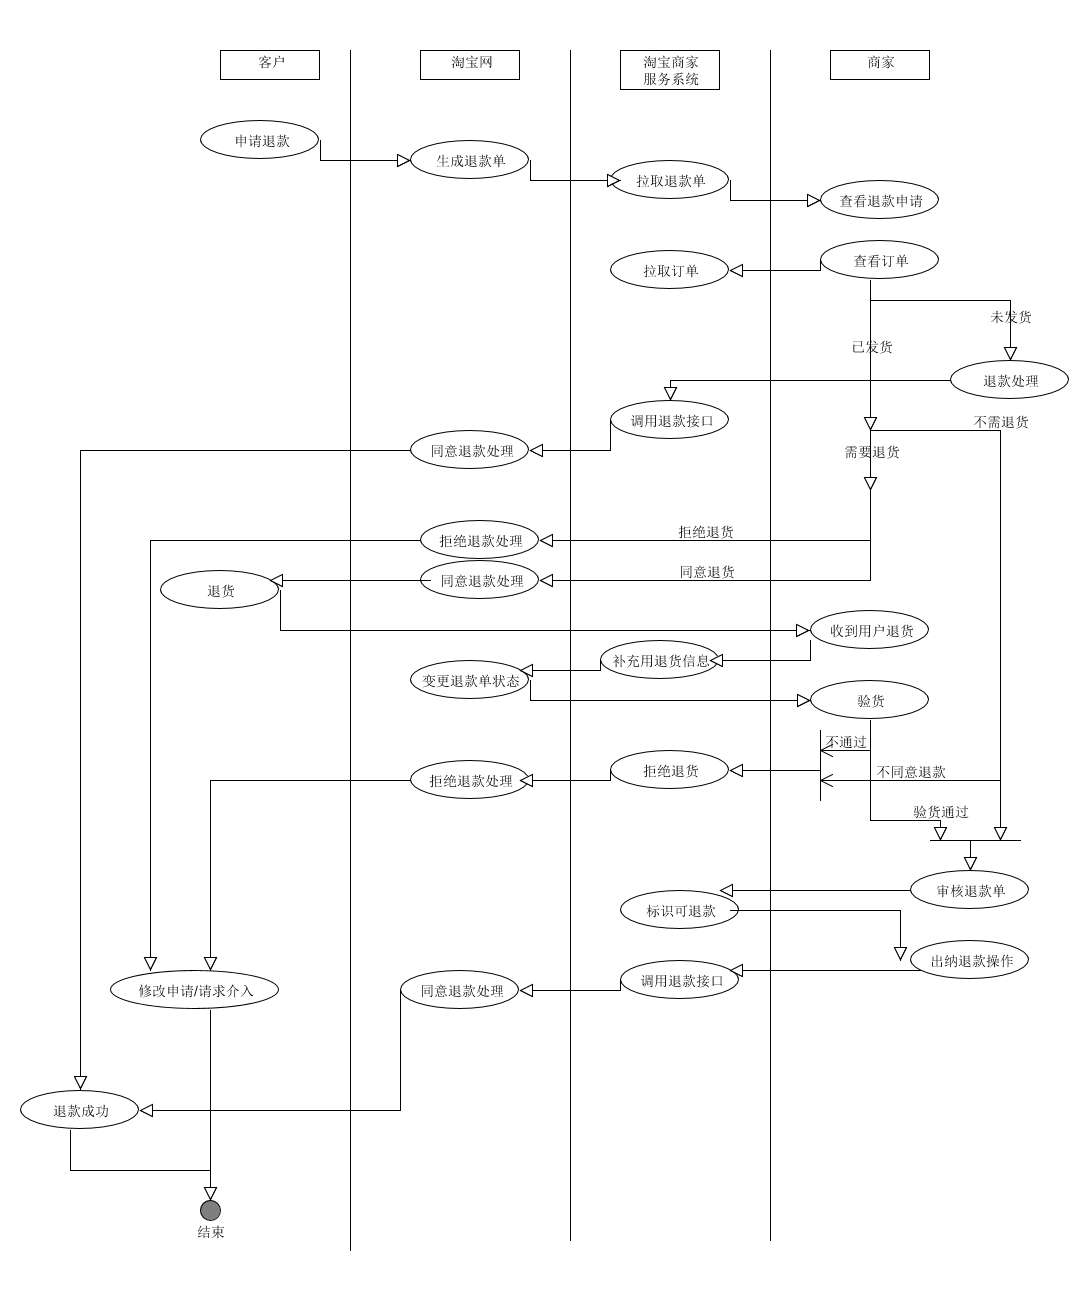 客户
淘宝网
淘宝商家
服务系统
商家
申请退款
生成退款单
拉取退款单
查看退款申请
查看订单
拉取订单
未发货
已发货
退款处理
调用退款接口
不需退货
同意退款处理
需要退货
拒绝退货
拒绝退款处理
同意退货
同意退款处理
退货
收到用户退货
补充用退货信息
变更退款单状态
验货
不通过
拒绝退货
不同意退款
拒绝退款处理
验货通过
审核退款单
标识可退款
出纳退款操作
调用退款接口
同意退款处理
修改申请/请求介入
退款成功
结束